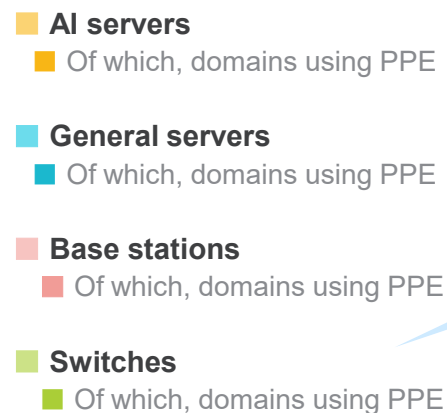 AI servers
Of which, domains using PPE
General servers
Of which, domains using PPE
Base stations
Of which, domains using PPE
Switches
Of which, domains using PPE